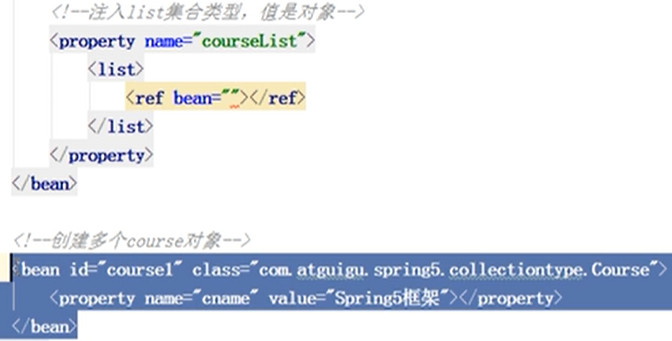 <!--注入list集合类型，值是对象-->
<property name="courseList">
<list>
<ref bean=""></ref>
</list>
</property>
</bean>
<!--创建多个course对象-->
<bean id="course1" class="com.atguigu.spring5.collectiontype.Course">
<property name="cname" value="Spring5框架"></property>
</bean>